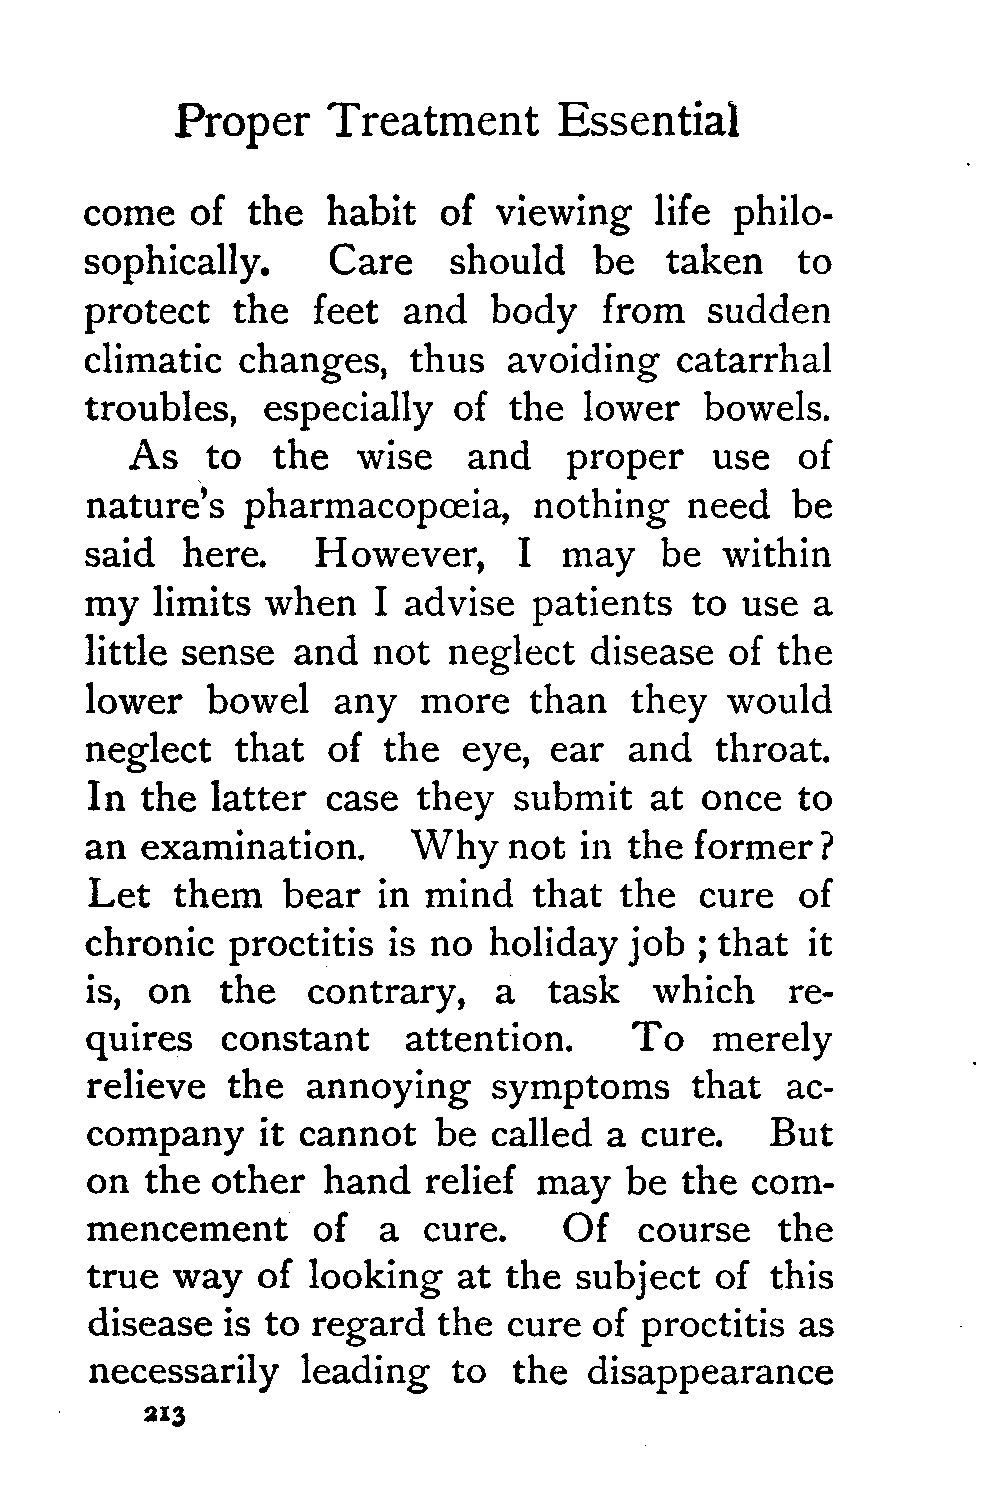 Proper Treatment Essential
come of the habit of viewing life philo-
sophically. Care should be taken to
protect the feet and body from sudden
climatic changes, thus avoiding catarrhal
troubles, especially of the lower bowels.
As to the wise and proper use of
nature's pharmacopœia, nothing need be
said here. However, I may be within
my limits when I advise patients to use a
little sense and not neglect disease of the
lower bowel any more than they would
neglect that of the eye, ear and throat.
In the latter case they submit at once to
an examination. Why not in the former?
Let them bear in mind that the cure of
chronic proctitis is no holiday job ; that it
is, on the contrary, a task which re-
quires constant attention. To merely
relieve the annoying symptoms that ac-
company it cannot be called a cure. But
on the other hand relief may be the com-
mencement of a cure. Of course the
true way of looking at the subject of this
disease is to regard the cure of proctitis as
necessarily leading to the disappearance
213